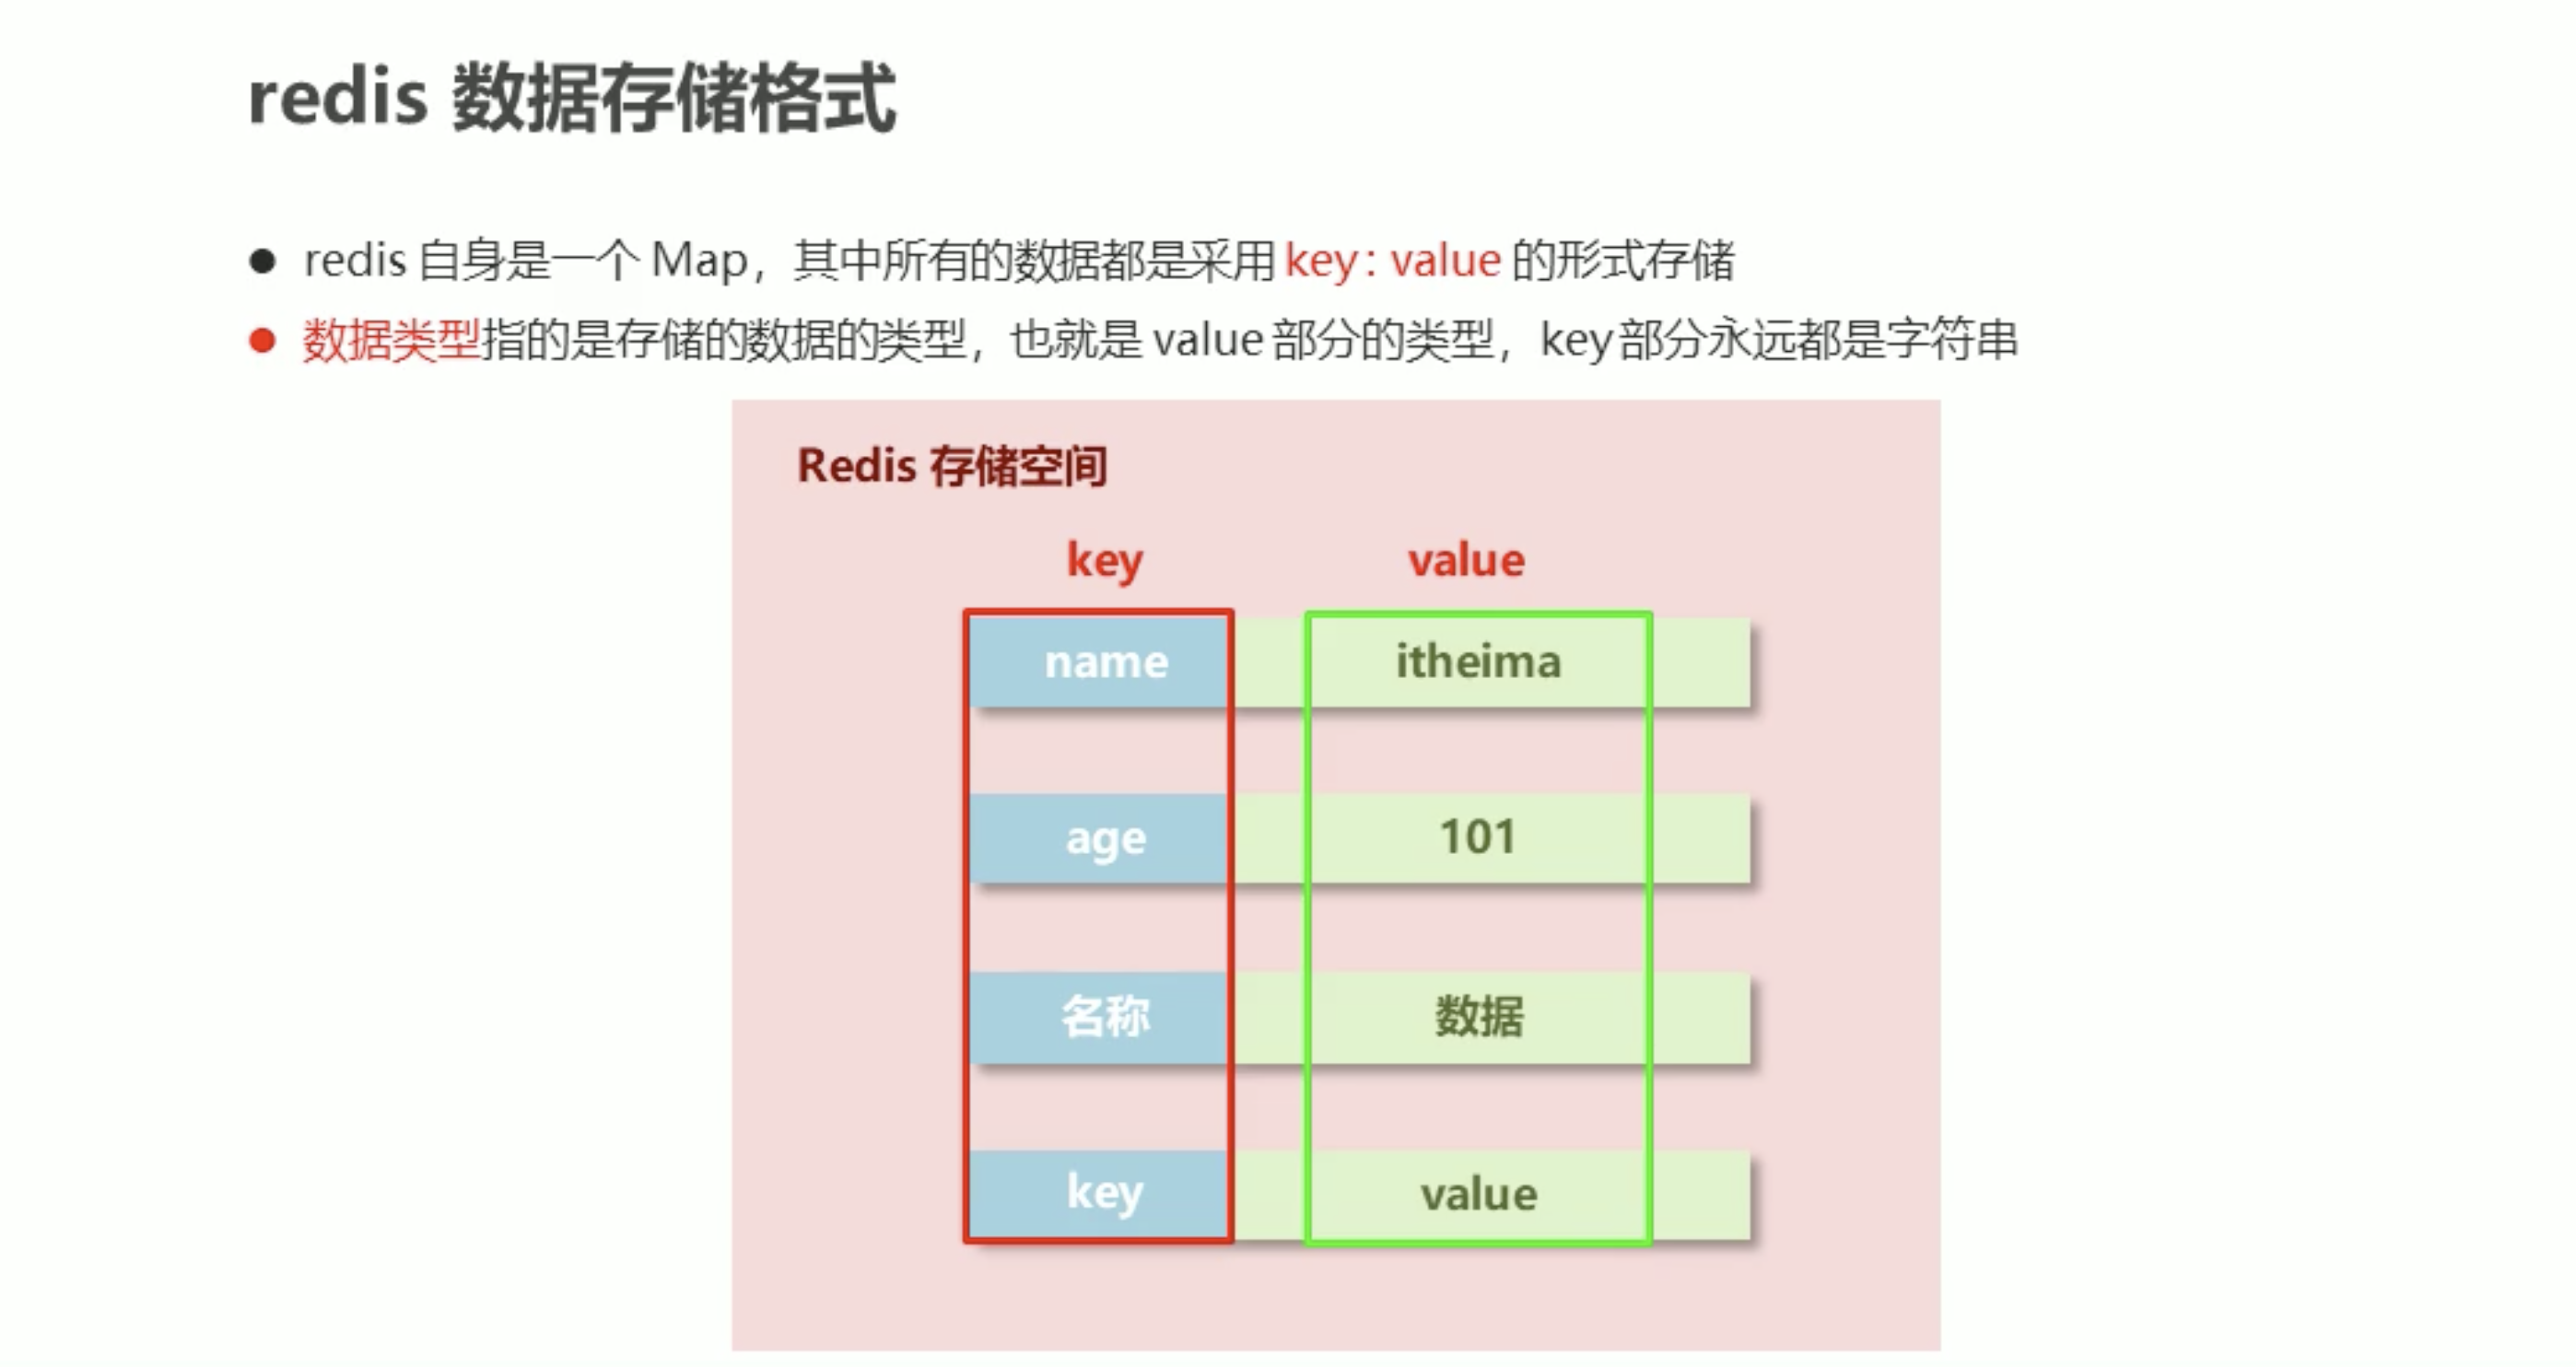 redis 数据存储格式
redis 自身是一个 Map，其中所有的数据都是采用 key : value 的形式存储
数据类型指的是存储的数据的类型，也就是 value 部分的类型，key 部分永远都是字符串
Redis 存储空间
key value
name itheima
age 101
名称 数据
key value